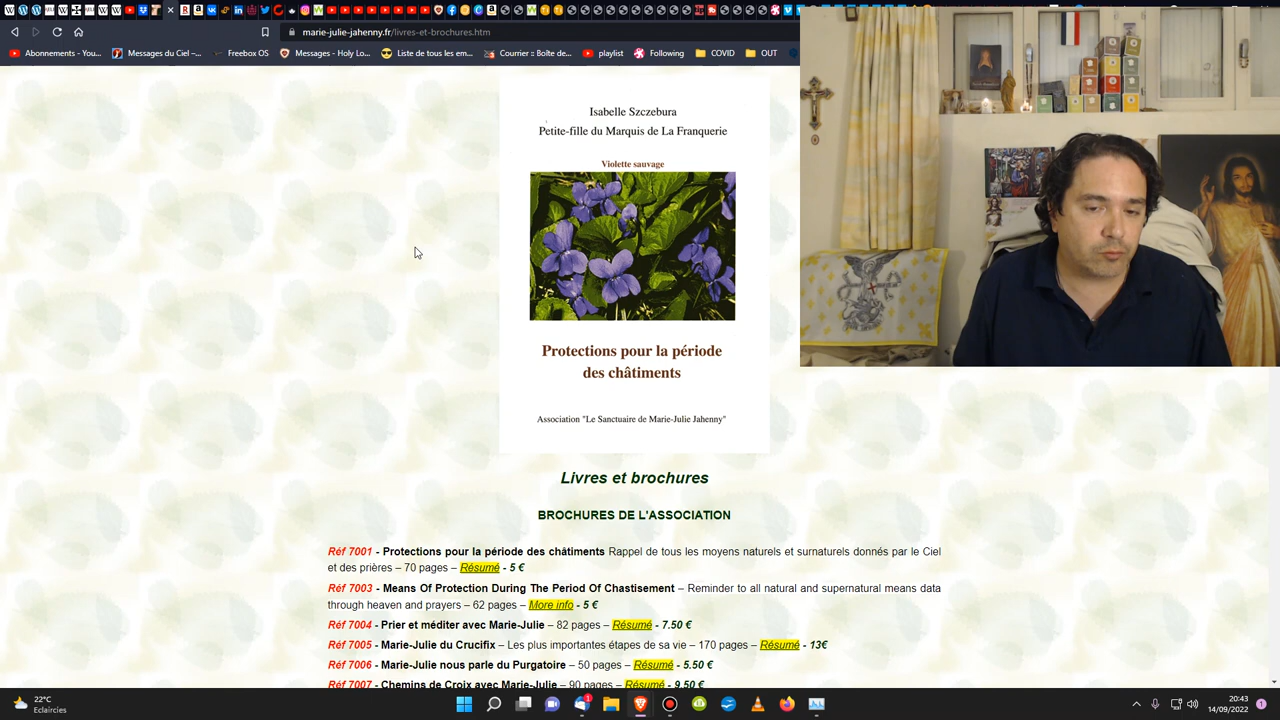 marie-julie-jahenny.fr/livres-et-brochures.htm
Abonnements - You...
Messages du Ciel –...
Freebox OS
Messages - Holy Lo...
Liste de tous les em...
Courrier :: Boîte de...
playlist
Following
COVID
OUT
Isabelle Szczebura
Petite-fille du Marquis de La Franquerie
Violette sauvage
Protections pour la période
des châtiments
Association "Le Sanctuaire de Marie-Julie Jahenny"
Livres et brochures
BROCHURES DE L'ASSOCIATION
Réf 7001 - Protections pour la période des châtiments Rappel de tous les moyens naturels et surnaturels donnés par le Ciel
et des prières – 70 pages – Résumé - 5 €
Réf 7003 - Means Of Protection During The Period Of Chastisement – Reminder to all natural and supernatural means data
through heaven and prayers – 62 pages – More info - 5 €
Réf 7004 - Prier et méditer avec Marie-Julie – 82 pages – Résumé - 7.50 €
Réf 7005 - Marie-Julie du Crucifix – Les plus importantes étapes de sa vie – 170 pages – Résumé - 13€
Réf 7006 - Marie-Julie nous parle du Purgatoire – 50 pages – Résumé - 5.50 €
Réf 7007 - Chemins de Croix avec Marie-Julie – 90 pages – Résumé - 9.50 €
22°C
Eclaircies
20:43
14/09/2022